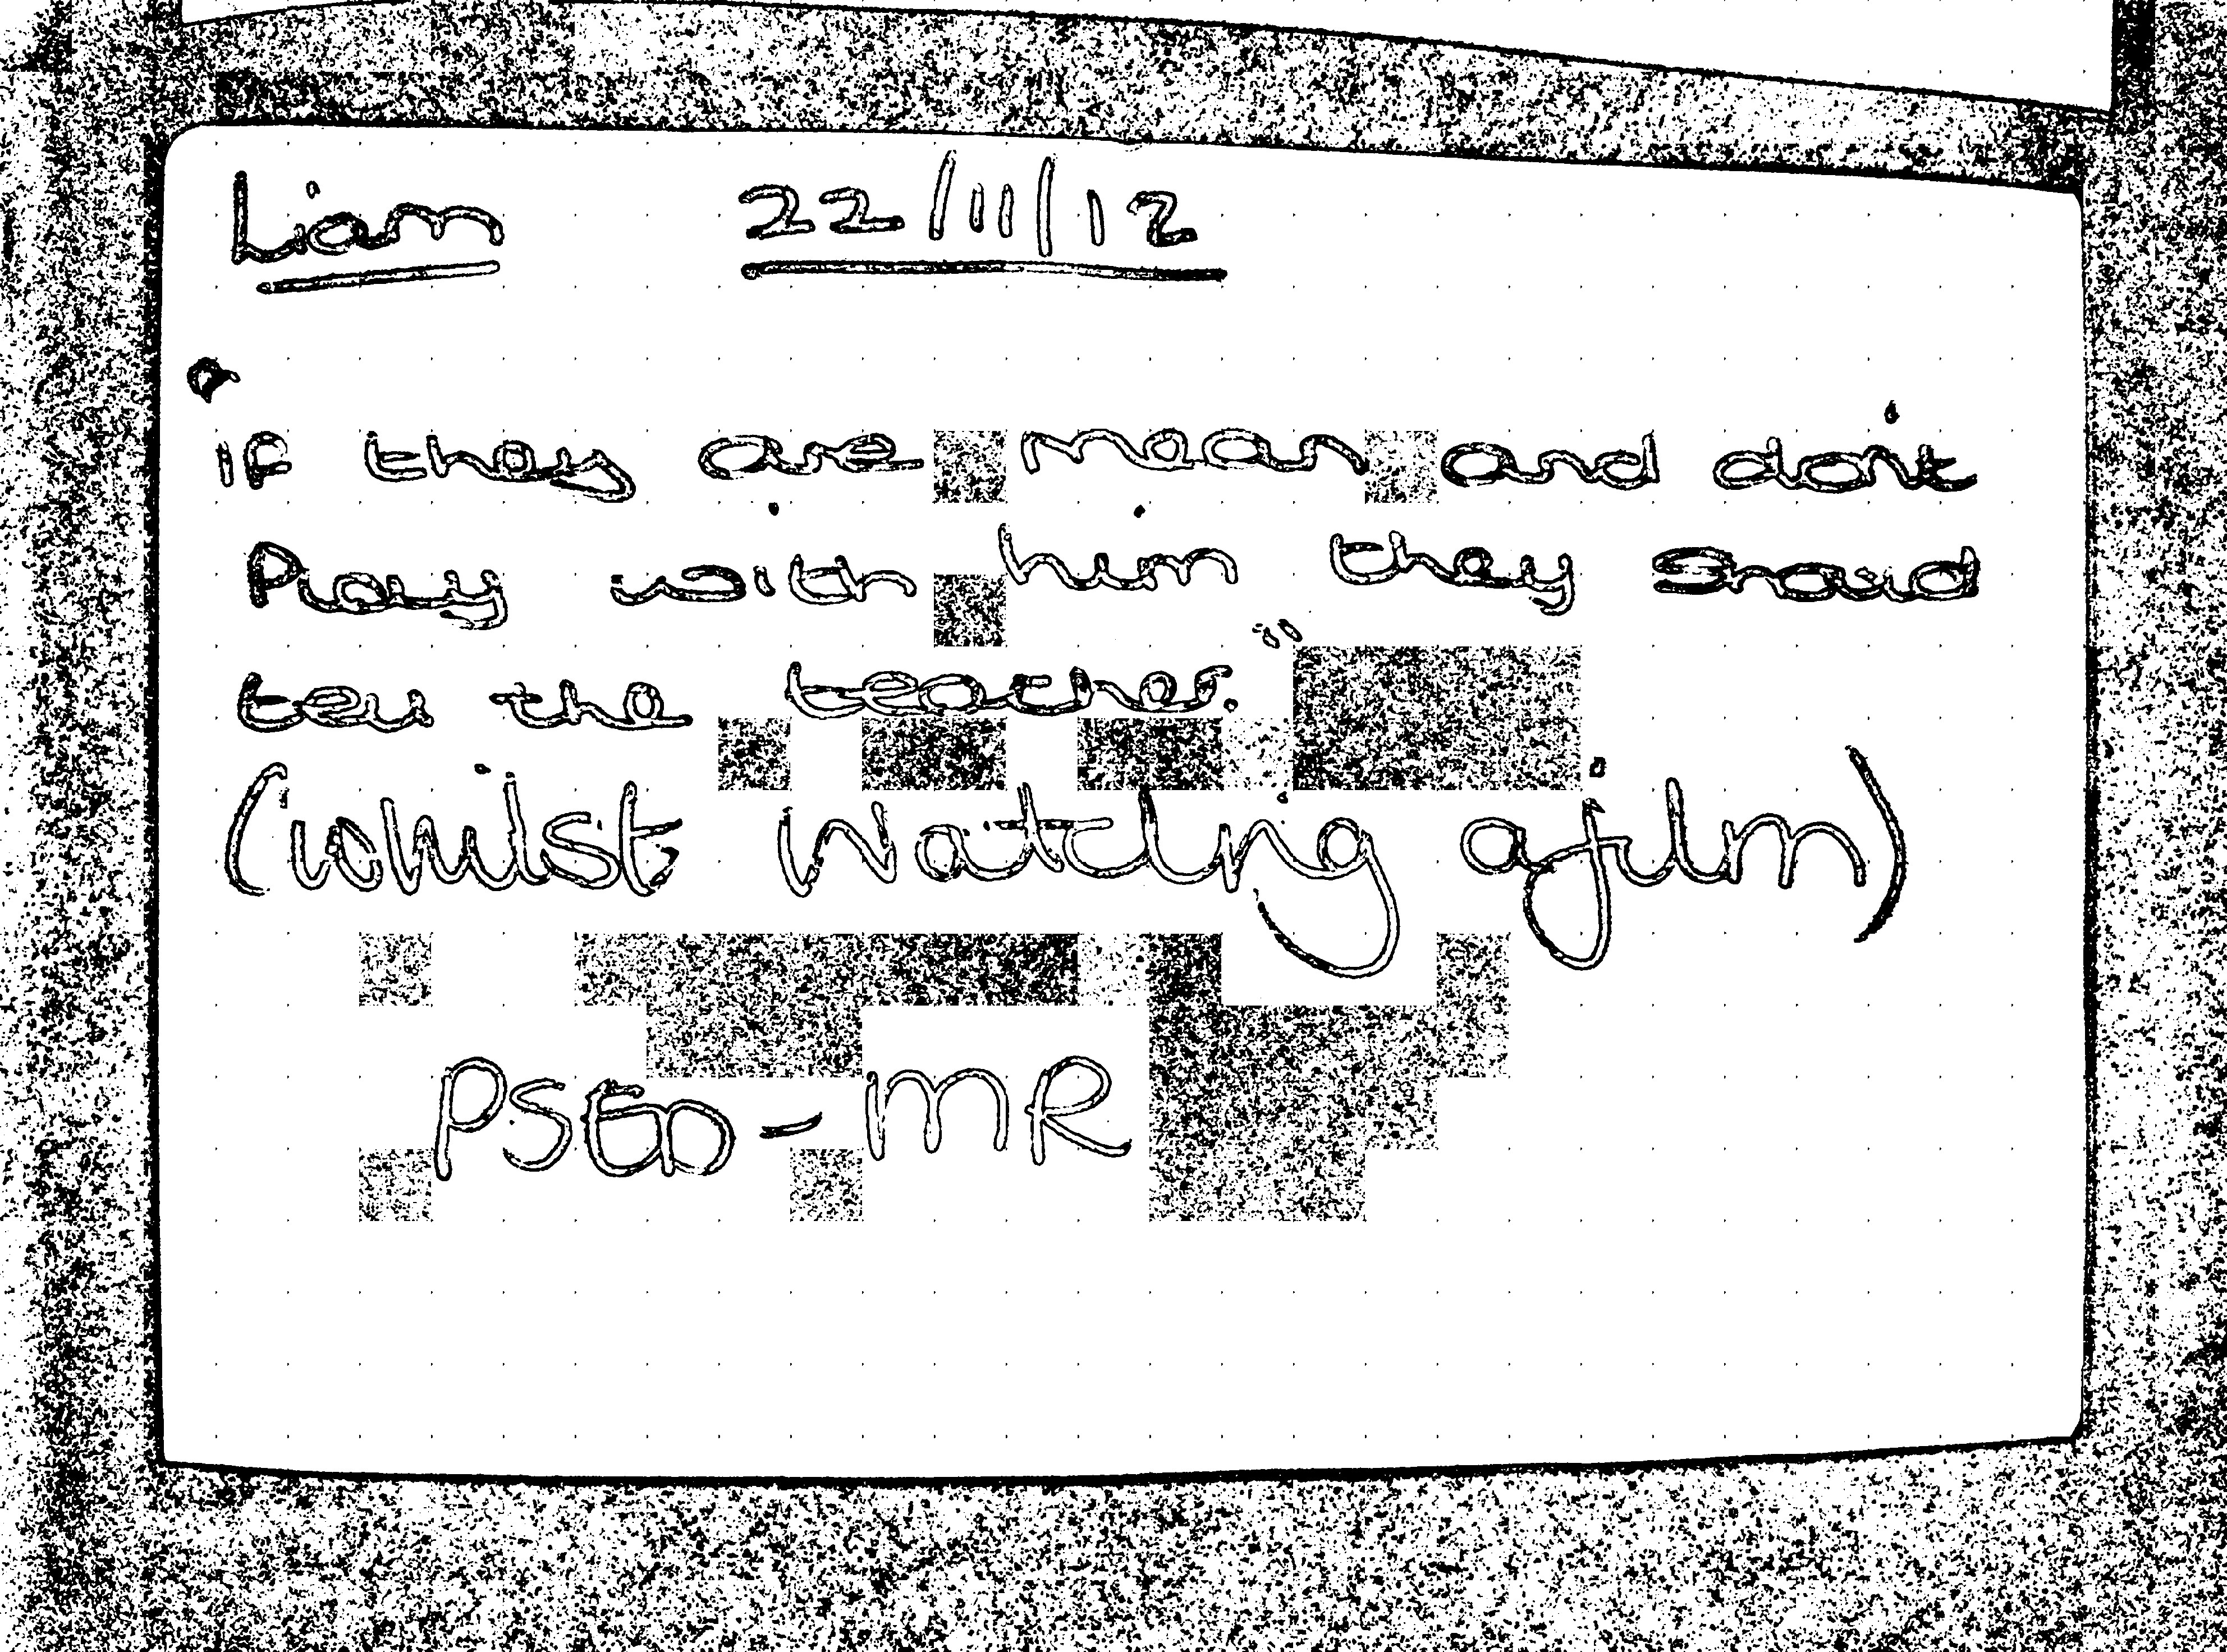 Liam 22/11/12
"if they are mean and don't
Play with him they should
tell the teacher."
(whilst watching a film)
PSED - MR